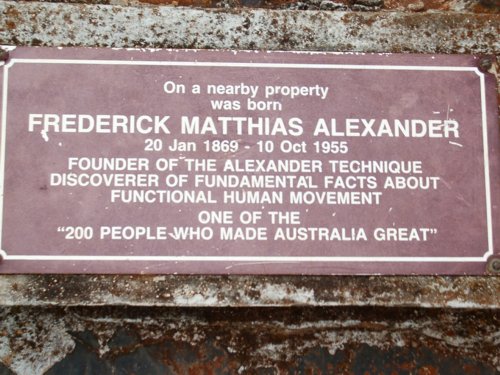 On a nearby property
was born
FREDERICK MATTHIAS ALEXANDER
20 Jan 1869 - 10 Oct 1955
FOUNDER OF THE ALEXANDER TECHNIQUE
DISCOVERER OF FUNDAMENTAL FACTS ABOUT
FUNCTIONAL HUMAN MOVEMENT
ONE OF THE
“200 PEOPLE WHO MADE AUSTRALIA GREAT”